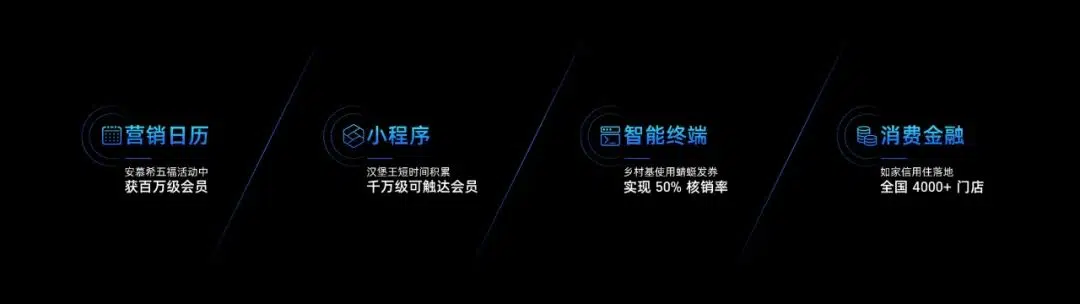 营销日历
安慕希五福活动中
获百万级会员
小程序
汉堡王短时间积累
千万级可触达会员
智能终端
乡村基使用蜻蜓发券
实现 50% 核销率
消费金融
如家信用住落地
全国 4000+ 门店